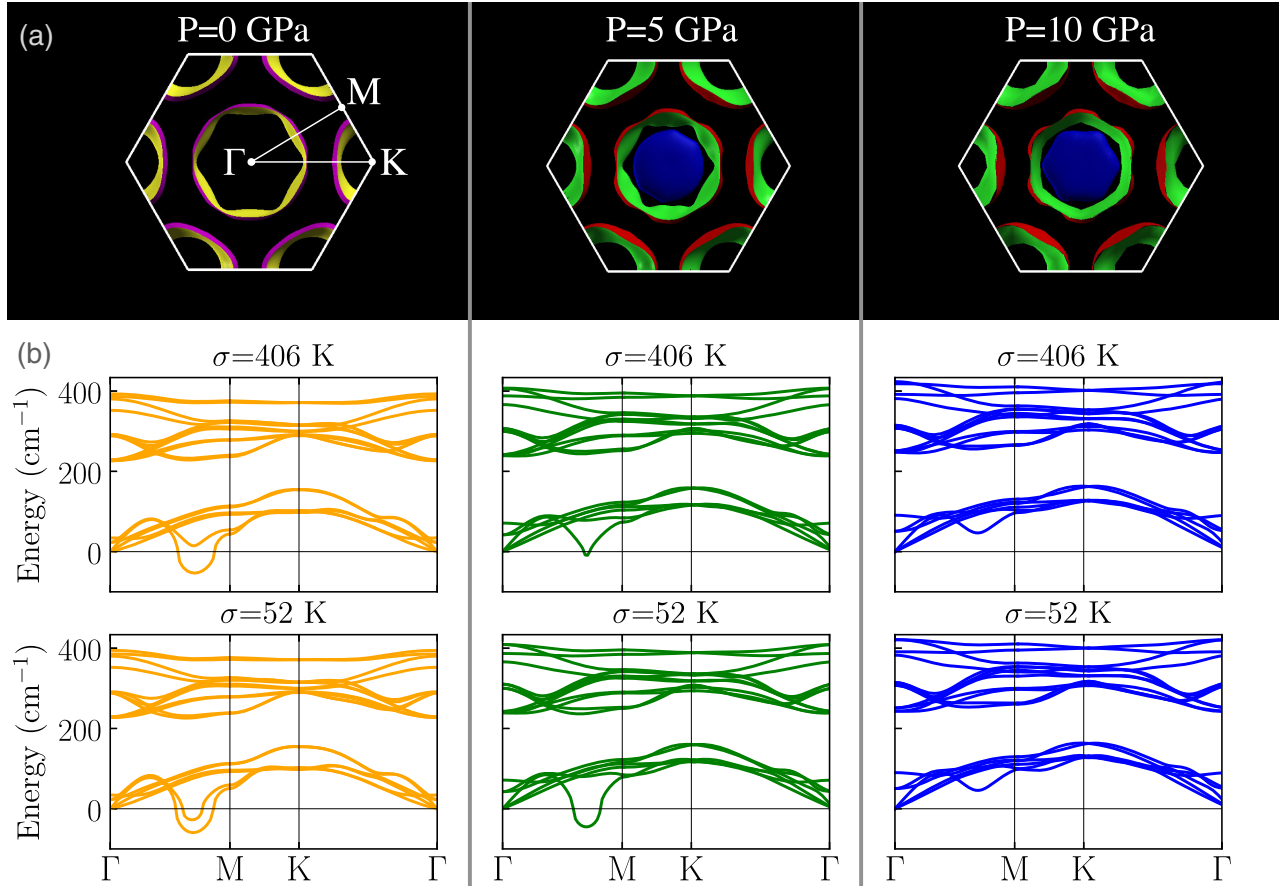 (a)
P=0 GPa
P=5 GPa
P=10 GPa
M
Γ
K
(b)
σ=406 K
σ=406 K
σ=406 K
Energy (cm⁻¹)
400
200
0
σ=52 K
σ=52 K
σ=52 K
Energy (cm⁻¹)
400
200
0
Γ M K Γ
Γ M K Γ
Γ M K Γ